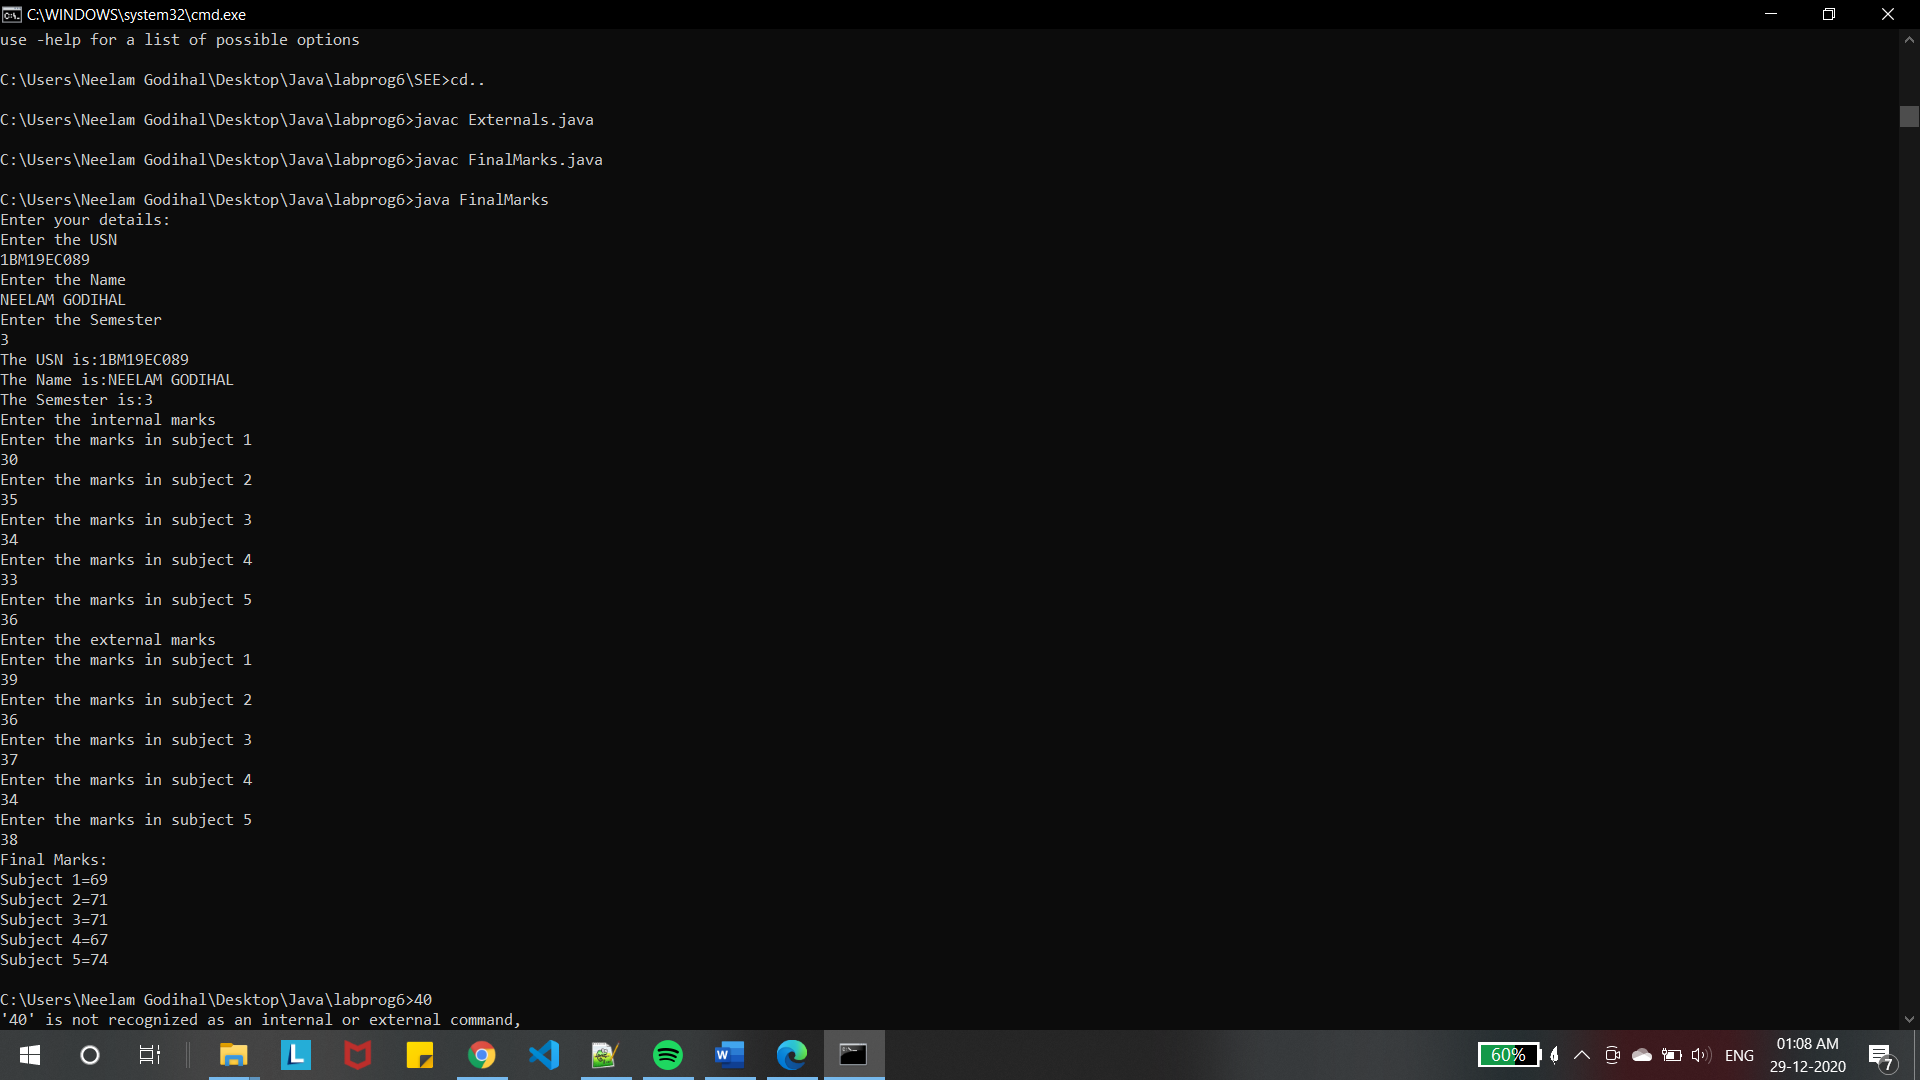 C:\WINDOWS\system32\cmd.exe
use -help for a list of possible options
C:\Users\Neelam Godihal\Desktop\Java\labprog6\SEE>cd..
C:\Users\Neelam Godihal\Desktop\Java\labprog6>javac Externals.java
C:\Users\Neelam Godihal\Desktop\Java\labprog6>javac FinalMarks.java
C:\Users\Neelam Godihal\Desktop\Java\labprog6>java FinalMarks
Enter your details:
Enter the USN
1BM19EC089
Enter the Name
NEELAM GODIHAL
Enter the Semester
3
The USN is:1BM19EC089
The Name is:NEELAM GODIHAL
The Semester is:3
Enter the internal marks
Enter the marks in subject 1
30
Enter the marks in subject 2
35
Enter the marks in subject 3
34
Enter the marks in subject 4
33
Enter the marks in subject 5
36
Enter the external marks
Enter the marks in subject 1
39
Enter the marks in subject 2
36
Enter the marks in subject 3
37
Enter the marks in subject 4
34
Enter the marks in subject 5
38
Final Marks:
Subject 1=69
Subject 2=71
Subject 3=71
Subject 4=67
Subject 5=74
C:\Users\Neelam Godihal\Desktop\Java\labprog6>40
'40' is not recognized as an internal or external command,
L
W
60%
ENG
01:08 AM
29-12-2020
7